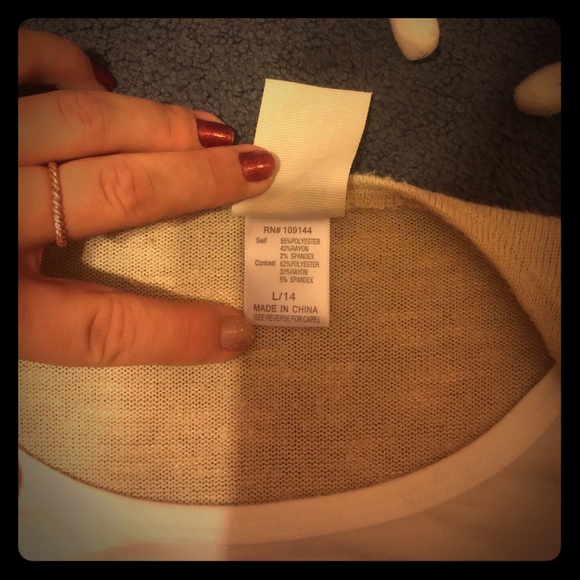 RN# 109144
Self 55%POLYESTER
43%RAYON
2% SPANDEX
Contrast 62%POLYESTER
33%RAYON
5% SPANDEX
L/14
MADE IN CHINA
(SEE REVERSE FOR CARE)